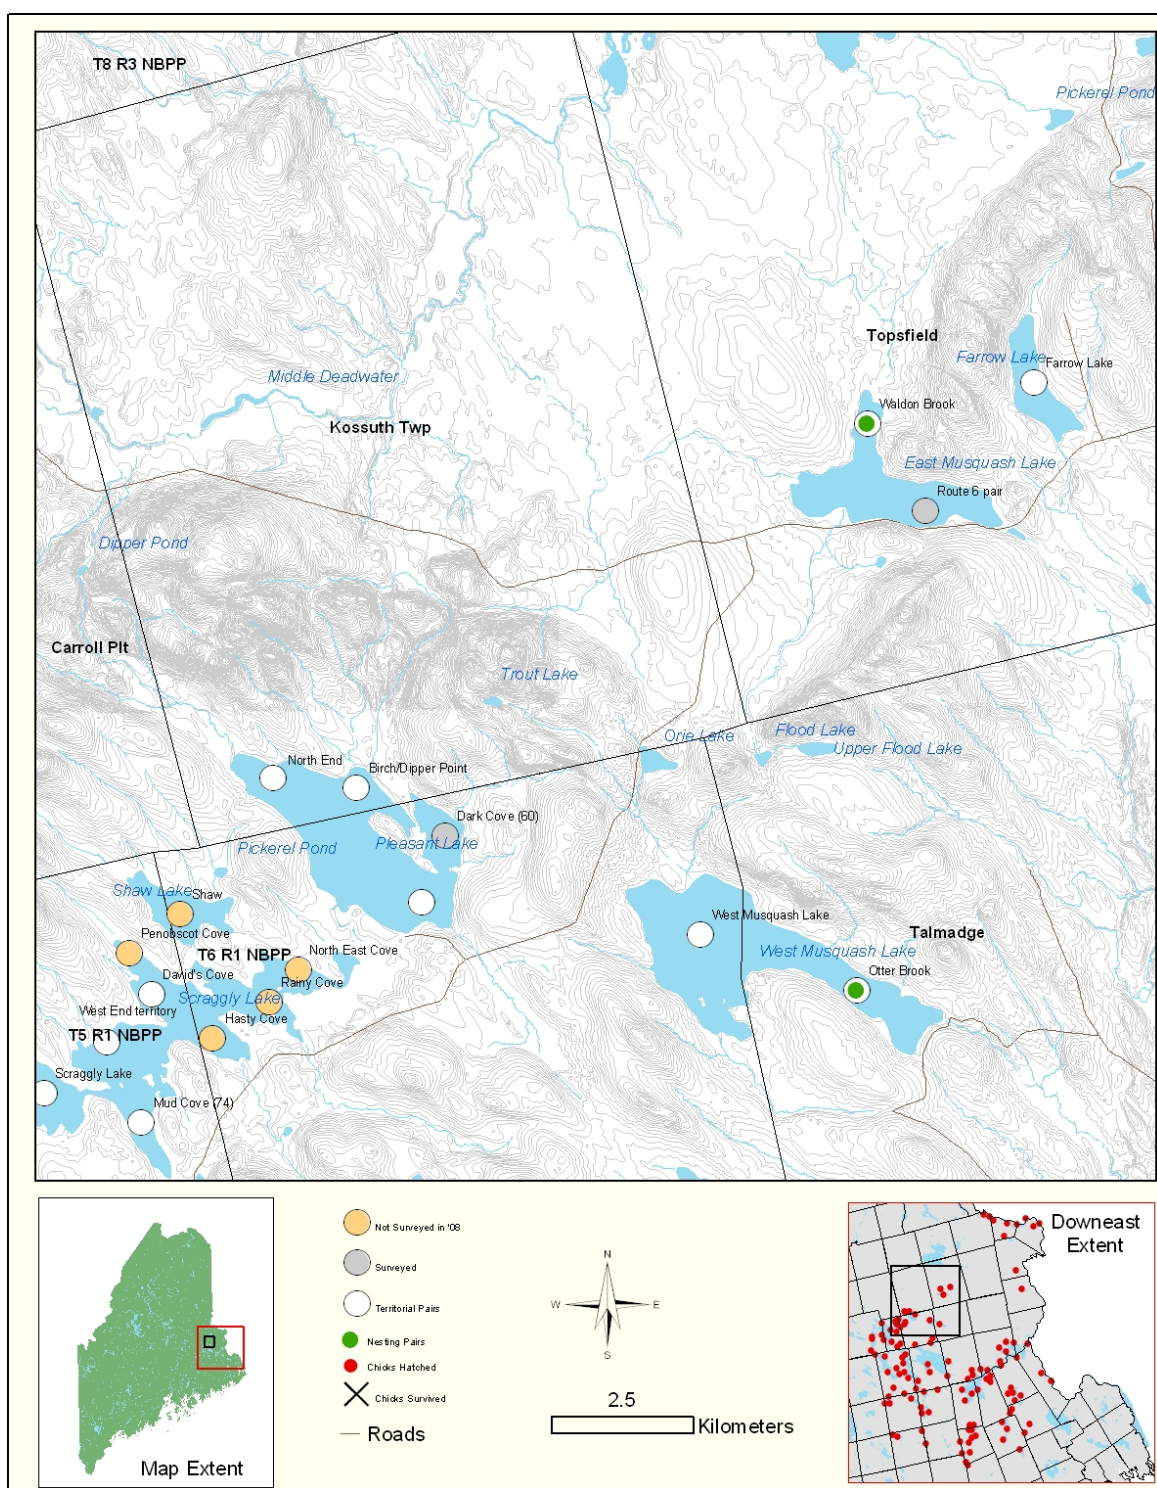 T8 R3 NBPP
Pickerel Pond
Topsfield
Farrow Lake
Farrow Lake
Middle Deadwater
Waldon Brook
Kossuth Twp
East Musquash Lake
Route 6 pair
Dipper Pond
Carroll Plt
Trout Lake
Orie Lake
Flood Lake
Upper Flood Lake
North End
Birch/Dipper Point
Dark Cove (60)
Pickerel Pond
Pleasant Lake
Shaw Lake
Shaw
West Musquash Lake
Penobscot Cove
Talmadge
T6 R1 NBPP
North East Cove
West Musquash Lake
David's Cove
Otter Brook
Rainy Cove
Scraggly Lake
West End territory
Hasty Cove
T5 R1 NBPP
Scraggly Lake
Mud Cove (74)
Map Extent
Not Surveyed in '08
Surveyed
Territorial Pairs
Nesting Pairs
Chicks Hatched
Chicks Survived
Roads
N
W
E
S
2.5
Kilometers
Downeast
Extent